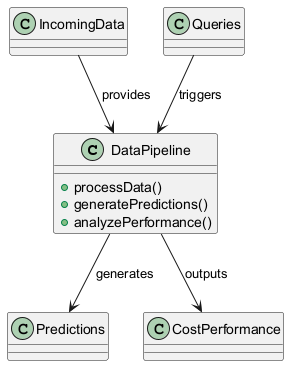 C IncomingData
C Queries
provides
triggers
C DataPipeline
processData()
generatePredictions()
analyzePerformance()
generates
outputs
C Predictions
C CostPerformance